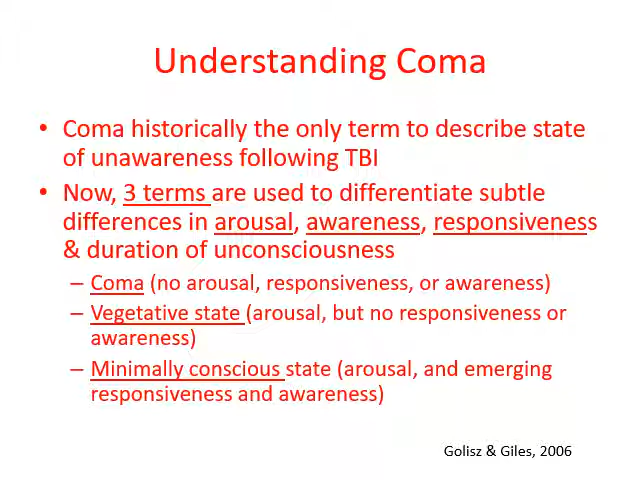 Understanding Coma
• Coma historically the only term to describe state
of unawareness following TBI
• Now, 3 terms are used to differentiate subtle
differences in arousal, awareness, responsiveness
& duration of unconsciousness
– Coma (no arousal, responsiveness, or awareness)
– Vegetative state (arousal, but no responsiveness or
awareness)
– Minimally conscious state (arousal, and emerging
responsiveness and awareness)
Golisz & Giles, 2006